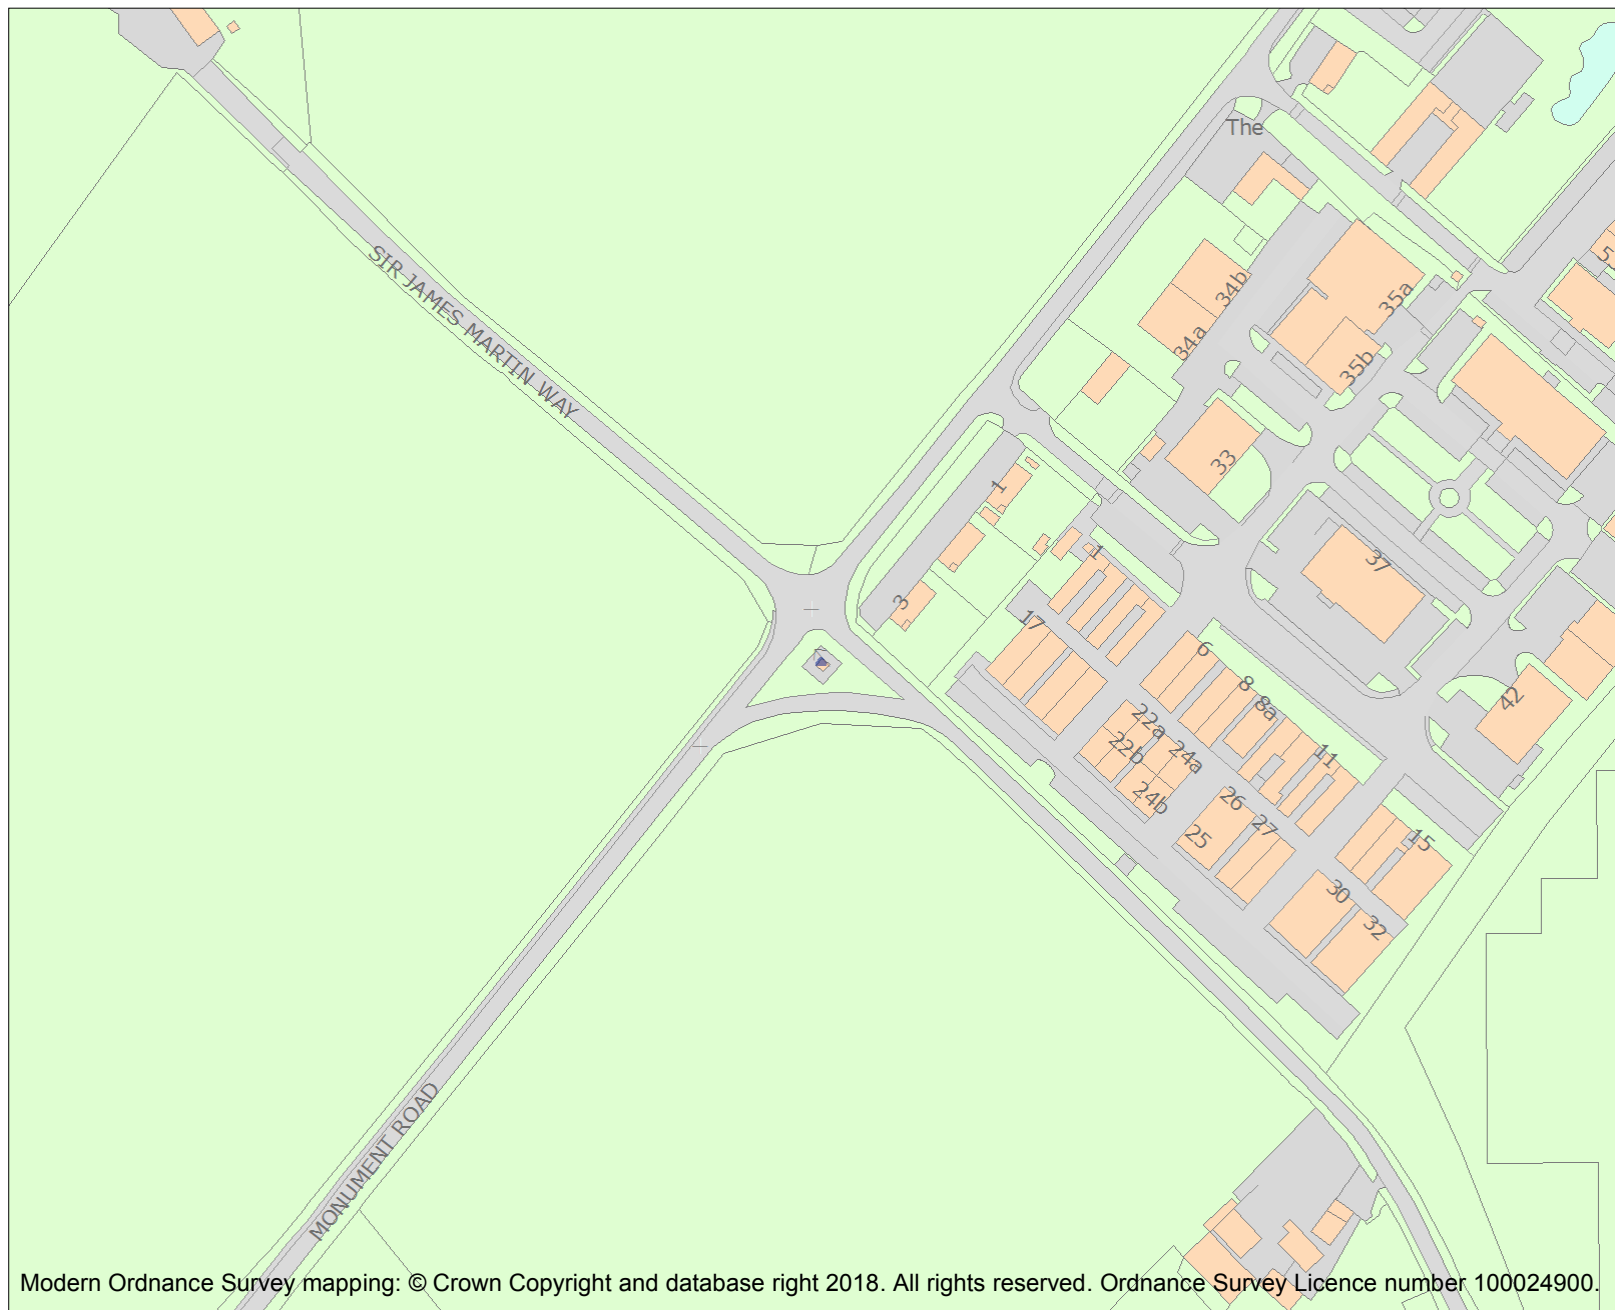 The
SIR JAMES MARTIN WAY
34b
34a
35a
35b
33
1
3
1
17
37
6
8
8a
11
42
22a
22b
24a
24b
26
27
25
15
30
32
MONUMENT ROAD
Modern Ordnance Survey mapping: © Crown Copyright and database right 2018. All rights reserved. Ordnance Survey Licence number 100024900.